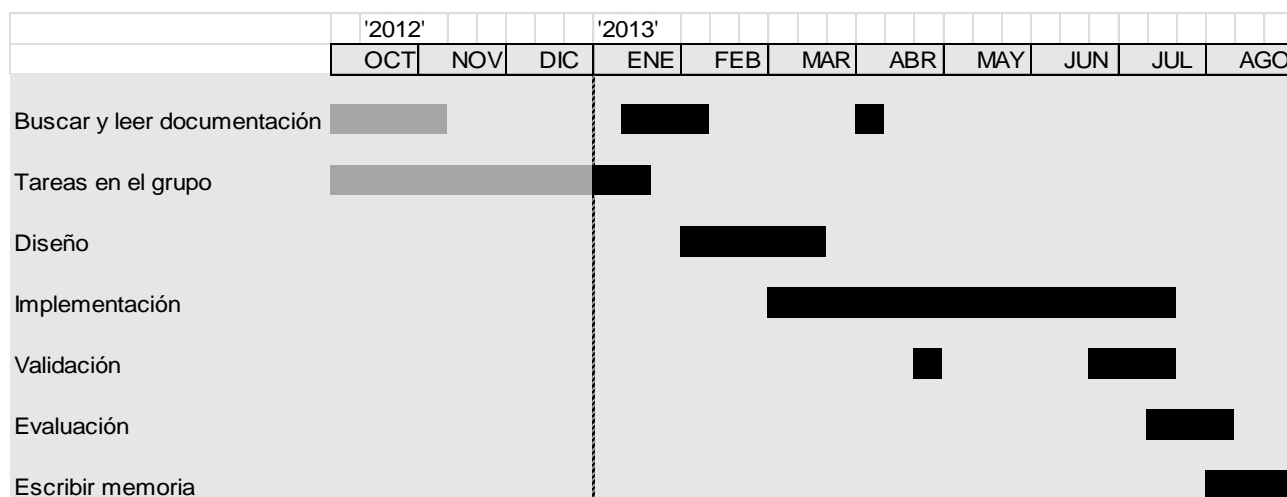 '2012' '2013'
OCT NOV DIC ENE FEB MAR ABR MAY JUN JUL AGO
Buscar y leer documentación
Tareas en el grupo
Diseño
Implementación
Validación
Evaluación
Escribir memoria